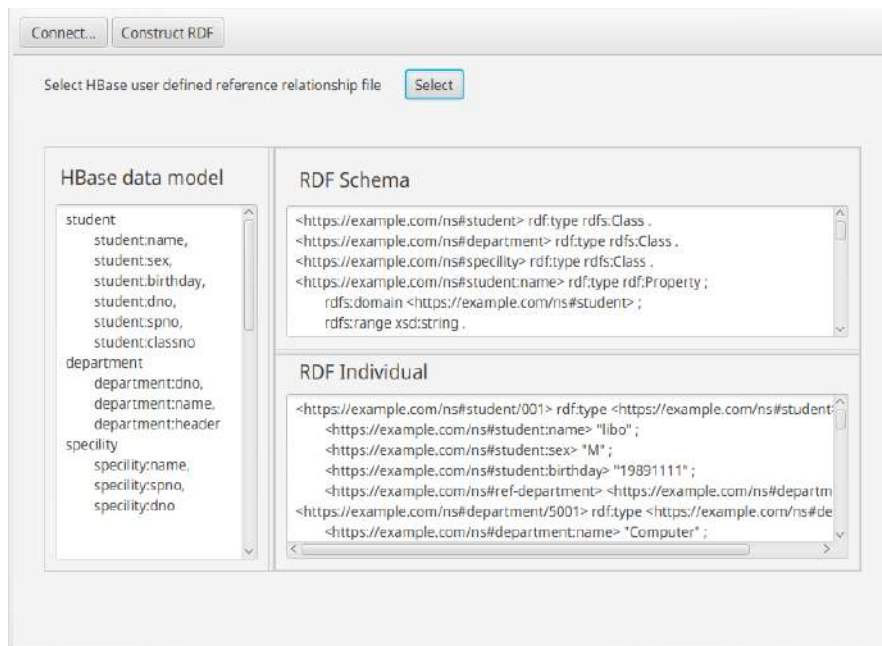 Connect... Construct RDF
Select HBase user defined reference relationship file Select
HBase data model
student
student:name,
student:sex,
student:birthday,
student:dno,
student:spno,
student:classno
department
department:dno,
department:name,
department:header
specility
specility:name,
specility:spno,
specility:dno
RDF Schema
<https://example.com/ns#student> rdf:type rdfs:Class .
<https://example.com/ns#department> rdf:type rdfs:Class .
<https://example.com/ns#specility> rdf:type rdfs:Class .
<https://example.com/ns#student:name> rdf:type rdf:Property ;
rdfs:domain <https://example.com/ns#student> ;
rdfs:range xsd:string .
RDF Individual
<https://example.com/ns#student/001> rdf:type <https://example.com/ns#student
<https://example.com/ns#student:name> "libo" ;
<https://example.com/ns#student:sex> "M" ;
<https://example.com/ns#student:birthday> "19891111" ;
<https://example.com/ns#ref-department> <https://example.com/ns#departm
<https://example.com/ns#department/5001> rdf:type <https://example.com/ns#de
<https://example.com/ns#department:name> "Computer" ;